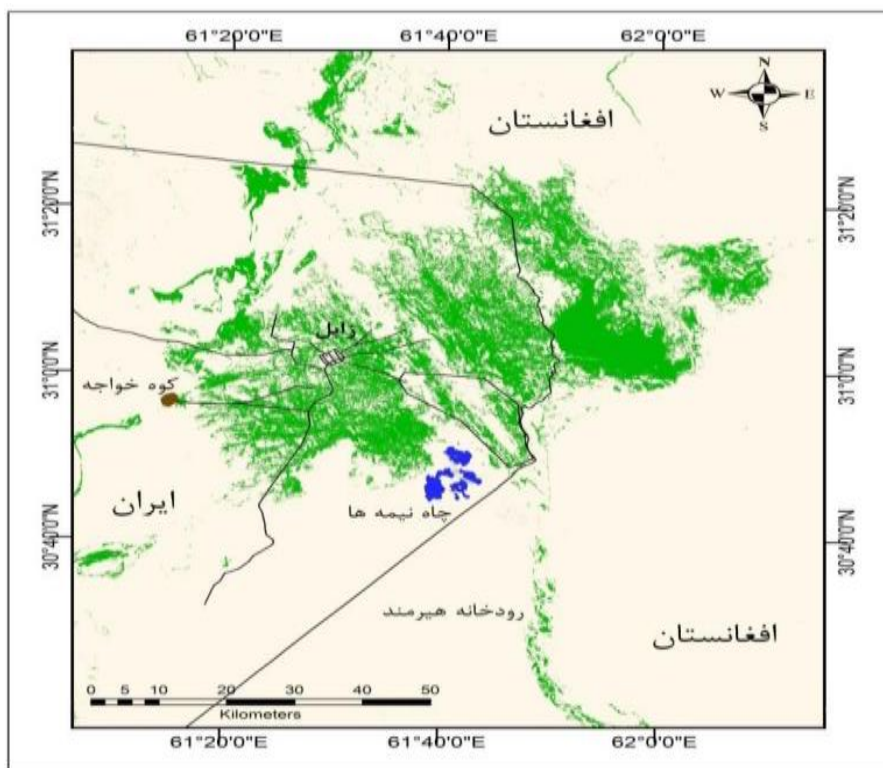 61°20'0"E 61°40'0"E 62°0'0"E
N
W E
S
افغانستان
31°20'0"N 31°20'0"N
زابل
31°0'0"N 31°0'0"N
کوه خواجه
ایران
چاه نیمه ها
30°40'0"N 30°40'0"N
رودخانه هیرمند
افغانستان
0 5 10 20 30 40 50
Kilometers
61°20'0"E 61°40'0"E 62°0'0"E